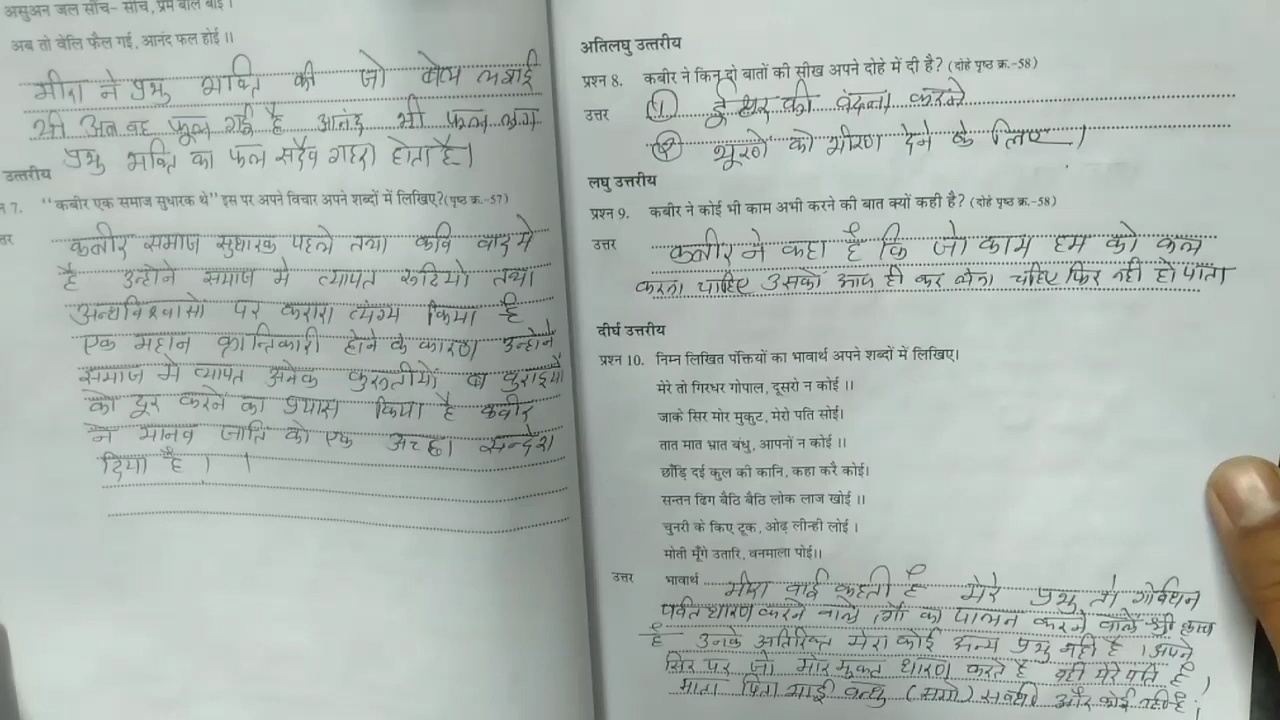 असुअन जल सींच- सींच, प्रेम बेलि बोई ।
अब तो बेलि फैल गई, आनंद फल होई ।।
मीरा ने प्रभु भक्ति की जो बेल लगाई
थी अब वह फूल गई है आनंद भी फल लग
प्रभु भक्ति का फल सदैव गहरा होता है।
उत्तरीय
न 7. "कबीर एक समाज सुधारक थे" इस पर अपने विचार अपने शब्दों में लिखिए?(पृष्ठ क्र.-57)
त्तर
कबीर समाज सुधारक पहले तथा कवि बाद मे
है उन्होने समाज मे व्यापत रूढियो तथा
अन्धविश्वासो पर करारा व्यंग्य किया है
एक महान क्रान्तिकारी होने के कारण उन्होने
समाज मे व्यापत अनेक कुरूतीयों व बुराइयों
को दूर करने का प्रयास किया है कबीर
ने मानव जाति को एक अच्छा सन्देश
दिया है ।
अतिलघु उत्तरीय
प्रश्न 8. कबीर ने किन दो बातों की सीख अपने दोहे में दी है? (दोहे पृष्ठ क्र.-58)
उत्तर (1) ईश्वर की वंदना करने
(2) भूखे को देने के लिए।
लघु उत्तरीय
प्रश्न 9. कबीर ने कोई भी काम अभी करने की बात क्यों कही है? (दोहे पृष्ठ क्र.-58)
उत्तर कबीर ने कहा है कि जो काम हम को कल
करना चाहिए उसको आज ही कर लेना चहिए फिर नही हो पाता
दीर्घ उत्तरीय
प्रश्न 10. निम्न लिखित पंक्तियों का भावार्थ अपने शब्दों में लिखिए।
मेरे तो गिरधर गोपाल, दूसरो न कोई ।।
जाके सिर मोर मुकुट, मेरो पति सोई।
तात मात भ्रात बंधु, आपनों न कोई ।।
छाँड़ि दई कुल की कानि, कहा करै कोई।
सन्तन ढिग बैठि बैठि लोक लाज खोई ।।
चुनरी के किए टूक, ओढ़ लीन्ही लोई ।
मोती मूँगे उतारि, वनमाला पोई।।
उत्तर भावार्थ मीरा बाई कहती है मेरे प्रभु तो गोवर्धन
पर्वत धारण करने वाले गौ का पालन करने वाले श्री
है उनके अतिरिक्त मेरा कोई अन्य प्रभु नही है । अपने
सिर पर जो मोर मुकट धारण करते है वही मेरे पति है,
माता पिता भाई बन्धु (सगा) और कोई नही है।